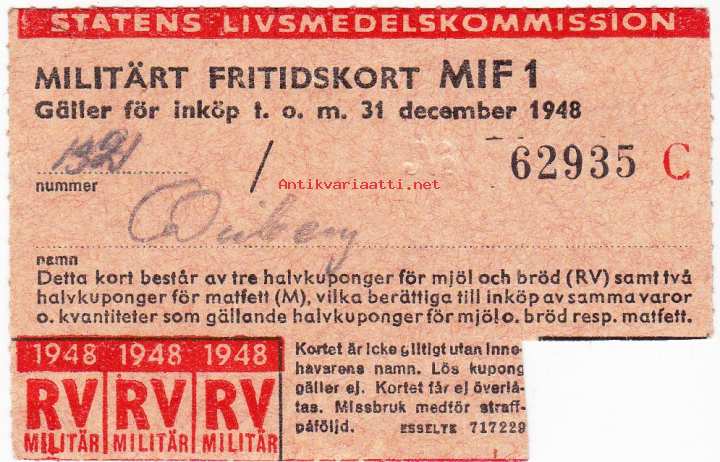 STATENS LIVSMEDELSKOMMISSION
MILITÄRT FRITIDSKORT MIF 1
Gäller för inköp t. o. m. 31 december 1948
1321 / 62935 C
Antikvariaatti.net
nummer
namn
Detta kort består av tre halvkuponger för mjöl och bröd (RV) samt två
halvkuponger för matfett (M), vilka berättiga till inköp av samma varor
o. kvantiteter som gällande halvkuponger för mjöl o. bröd resp. matfett.
1948 1948 1948
RV RV RV
MILITÄR MILITÄR MILITÄR
Kortet är icke giltigt utan inne-
havarens namn. Lös kupong
gäller ej. Kortet får ej överlå-
tas. Missbruk medför straff-
påföljd. ESSELTE 717229